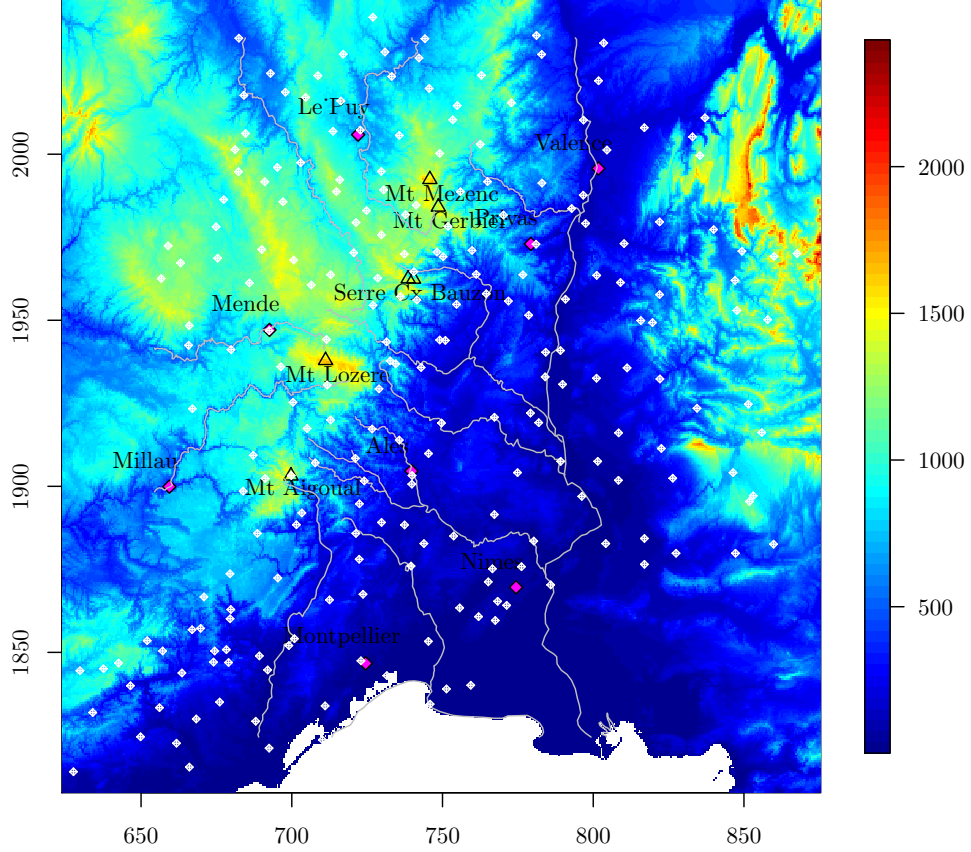 Le Puy
Valence
Mt Mezenc
Mt Gerbier
Privas
Serre Cx Bauzon
Mende
Mt Lozere
Ales
Millau
Mt Aigoual
Nimes
Montpellier
2000
1950
1900
1850
650
700
750
800
850
2000
1500
1000
500